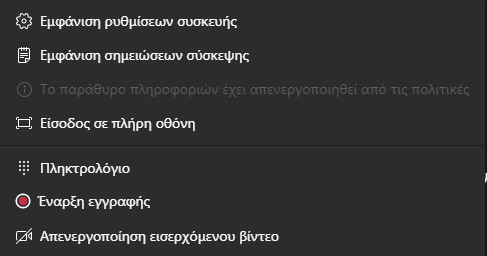 Εμφάνιση ρυθμίσεων συσκευής
Εμφάνιση σημειώσεων σύσκεψης
Το παράθυρο πληροφοριών έχει απενεργοποιηθεί από τις πολιτικές
Είσοδος σε πλήρη οθόνη
Πληκτρολόγιο
Έναρξη εγγραφής
Απενεργοποίηση εισερχόμενου βίντεο